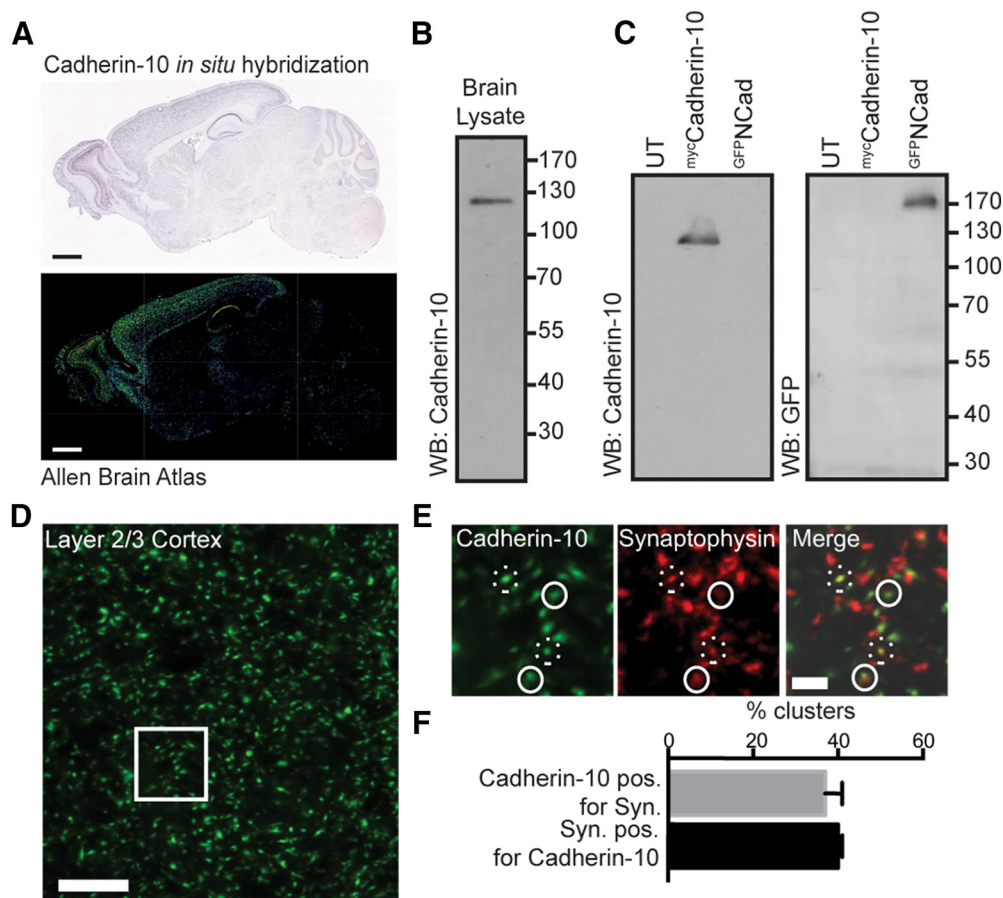 A
Cadherin-10 in situ hybridization
Allen Brain Atlas
B
Brain
Lysate
170
130
100
70
55
40
30
WB: Cadherin-10
C
UT
mycCadherin-10
GFPNCad
WB: Cadherin-10
UT
mycCadherin-10
GFPNCad
170
130
100
70
55
40
30
WB: GFP
D
Layer 2/3 Cortex
E
Cadherin-10
Synaptophysin
Merge
F
% clusters
0 20 40 60
Cadherin-10 pos.
for Syn.
Syn. pos.
for Cadherin-10